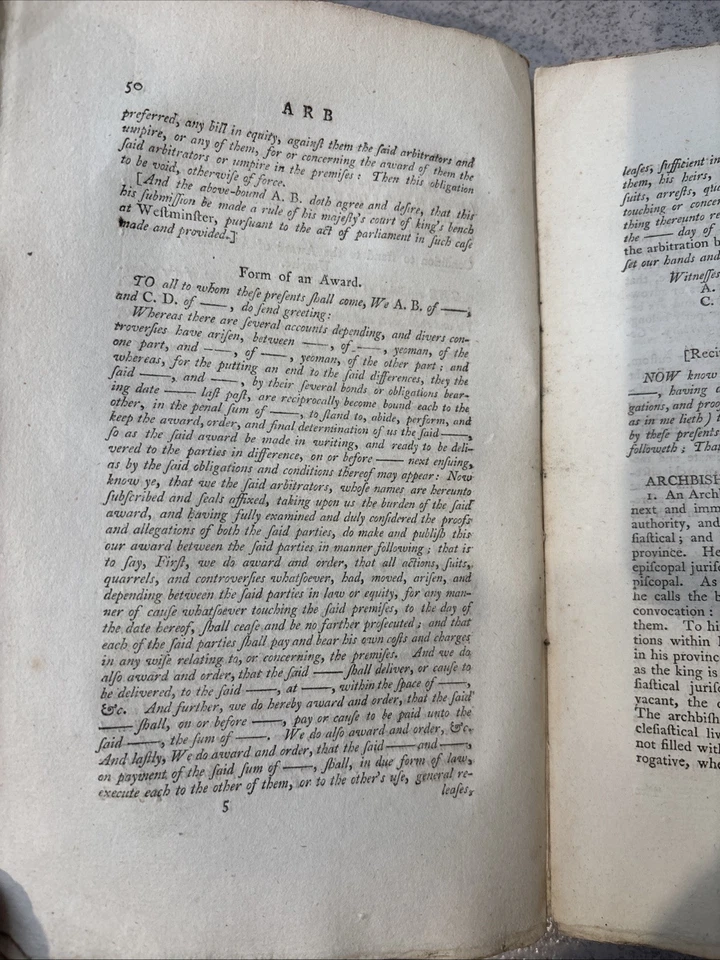 50
ARB
preferred, any bill in equity, againſt them the ſaid arbitrators and
umpire, or any of them, for or concerning the award of them the
ſaid arbitrators or umpire in the premiſes: Then this obligation
to be void, otherwiſe of force.
[And the above-bound A. B. doth agree and deſire, that this
his ſubmiſſion be made a rule of his majeſty's court of king's bench
at Weſtminſter, purſuant to the act of parliament in ſuch caſe
made and provided.]
Form of an Award.
TO all to whom theſe preſents ſhall come, We A. B. of ——,
and C. D. of ——, do ſend greeting:
Whereas there are ſeveral accounts depending, and divers con-
troverſies have ariſen, between ——, of ——, yeoman, of the
one part, and ——, of ——, yeoman, of the other part: and
whereas, for the putting an end to the ſaid differences, they the
ſaid ——, and ——, by their ſeveral bonds or obligations bear-
ing date —— laſt paſt, are reciprocally become bound each to the
other, in the penal ſum of ——, to ſtand to, abide, perform, and
keep the award, order, and final determination of us the ſaid ——,
ſo as the ſaid award be made in writing, and ready to be deli-
vered to the parties in difference, on or before —— next enſuing,
as by the ſaid obligations and conditions thereof may appear: Now
know ye, that we the ſaid arbitrators, whoſe names are hereunto
ſubſcribed and ſeals affixed, taking upon us the burden of the ſaid
award, and having fully examined and duly conſidered the proofs
and allegations of both the ſaid parties, do make and publiſh this
our award between the ſaid parties in manner following; that is
to ſay, Firſt, we do award and order, that all actions, ſuits,
quarrels, and controverſies whatſoever, had, moved, ariſen, and
depending between the ſaid parties in law or equity, for any man-
ner of cauſe whatſoever touching the ſaid premiſes, to the day of
the date hereof, ſhall ceaſe and be no farther proſecuted; and that
each of the ſaid parties ſhall pay and bear his own coſts and charges
in any wiſe relating to, or concerning, the premiſes. And we do
alſo award and order, that the ſaid —— ſhall deliver, or cauſe to
be delivered, to the ſaid ——, at ——, within the ſpace of ——,
&c. And further, we do hereby award and order, that the ſaid
—— ſhall, on or before ——, pay or cauſe to be paid unto the
ſaid ——, the ſum of ——. We do alſo award and order, &c.
And laſtly, We do award and order, that the ſaid —— and ——,
on payment of the ſaid ſum of ——, ſhall, in due form of law,
execute each to the other of them, or to the other's uſe, general re-
leaſes,
5
leaſes, ſufficient in
them, his heirs,
ſuits, arreſts,
touching or
thing thereunto
the —— day of
the arbitration
ſet our hands and
Witneſſes
A.
C.
NOW know
——, having
gations, and
as in me lieth)
by theſe preſents
followeth; That
1. An
next and
authority, and
ſiaſtical; and
province. He
epiſcopal
piſcopal. As
he calls the
convocation:
them. To
tions within
in his
as the king is
ſiaſtical
vacant, the
The
cleſiaſtical
not filled with
rogative,